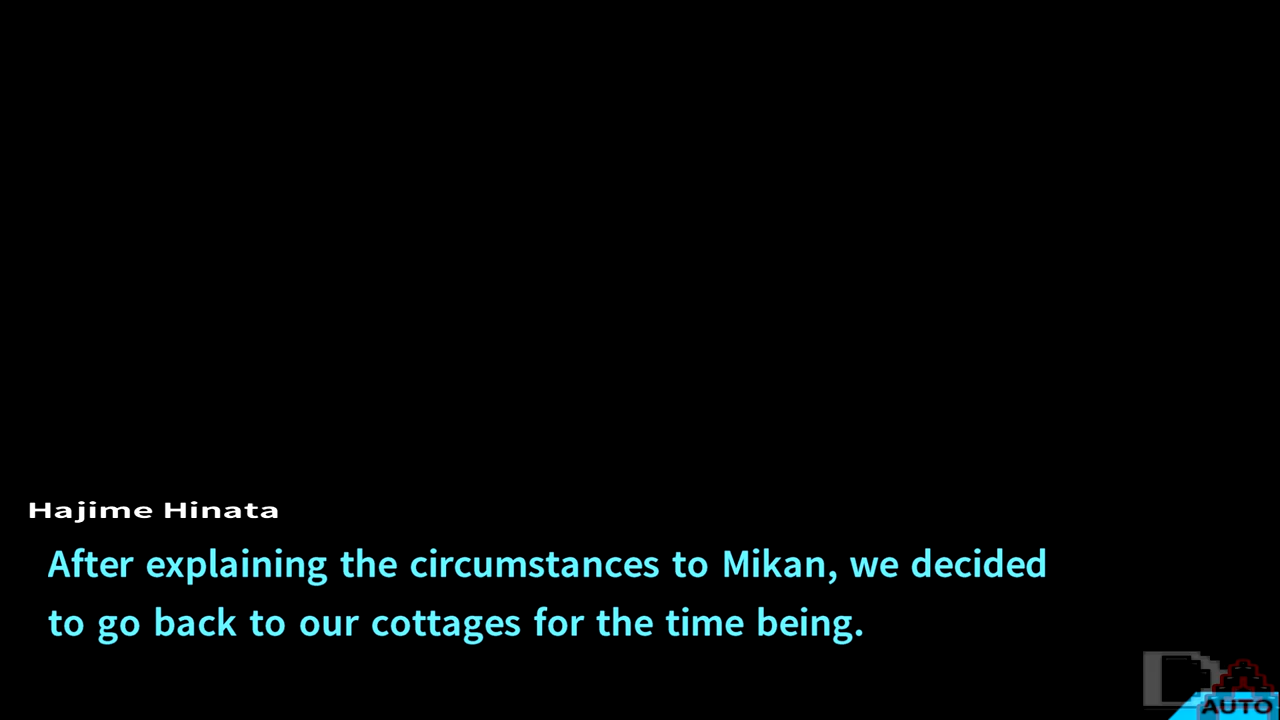 Hajime Hinata
After explaining the circumstances to Mikan, we decided
to go back to our cottages for the time being.
AUTO